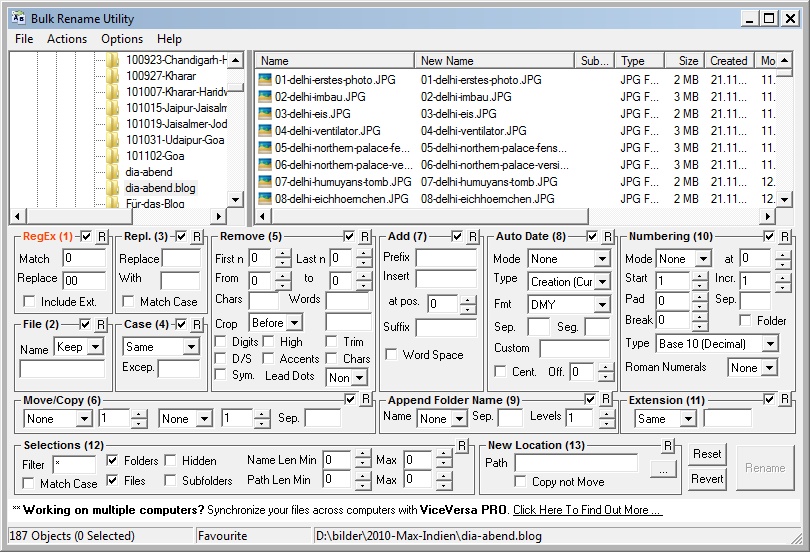 Bulk Rename Utility
File Actions Options Help
100923-Chandigarh-H
100927-Kharar
101007-Kharar-Haridw
101015-Jaipur-Jaisalm
101019-Jaisalmer-Jod
101031-Udaipur-Goa
101102-Goa
dia-abend
dia-abend.blog
Für-das-Blog
Name New Name Sub... Type Size Created Mo
01-delhi-erstes-photo.JPG 01-delhi-erstes-photo.JPG JPG F... 2 MB 21.11... 11.
02-delhi-imbau.JPG 02-delhi-imbau.JPG JPG F... 3 MB 21.11... 11.
03-delhi-eis.JPG 03-delhi-eis.JPG JPG F... 2 MB 21.11... 11.
04-delhi-ventilator.JPG 04-delhi-ventilator.JPG JPG F... 2 MB 21.11... 11.
05-delhi-northern-palace-fe... 05-delhi-northern-palace-fens... JPG F... 3 MB 21.11... 11.
06-delhi-northern-palace-ve... 06-delhi-northern-palace-versi... JPG F... 3 MB 21.11... 11.
07-delhi-humuyans-tomb.JPG 07-delhi-humuyans-tomb.JPG JPG F... 2 MB 21.11... 12.
08-delhi-eichhoernchen.JPG 08-delhi-eichhoernchen.JPG JPG F... 3 MB 21.11... 12.
RegEx (1) R
Match 0
Replace 00
Include Ext.
Repl. (3) R
Replace
With
Match Case
Remove (5) R
First n 0 Last n 0
From 0 to 0
Chars Words
Crop Before
Digits High Trim
D/S Accents Chars
Sym. Lead Dots Non
Add (7) R
Prefix
Insert
at pos. 0
Suffix
Word Space
Auto Date (8) R
Mode None
Type Creation (Cur
Fmt DMY
Sep. Seg.
Custom
Cent. Off. 0
Numbering (10) R
Mode None at 0
Start 1 Incr. 1
Pad 0 Sep.
Break 0 Folder
Type Base 10 (Decimal)
Roman Numerals None
File (2) R
Name Keep
Case (4) R
Same
Excep.
Move/Copy (6) R
None 1 None 1 Sep.
Append Folder Name (9) R
Name None Sep. Levels 1
Extension (11) R
Same
Selections (12) R
Filter * Folders Hidden Name Len Min 0 Max 0
Match Case Files Subfolders Path Len Min 0 Max 0
New Location (13) R
Path ...
Copy not Move
Reset
Revert
Rename
** Working on multiple computers? Synchronize your files across computers with ViceVersa PRO. Click Here To Find Out More ...
187 Objects (0 Selected) Favourite D:\bilder\2010-Max-Indien\dia-abend.blog